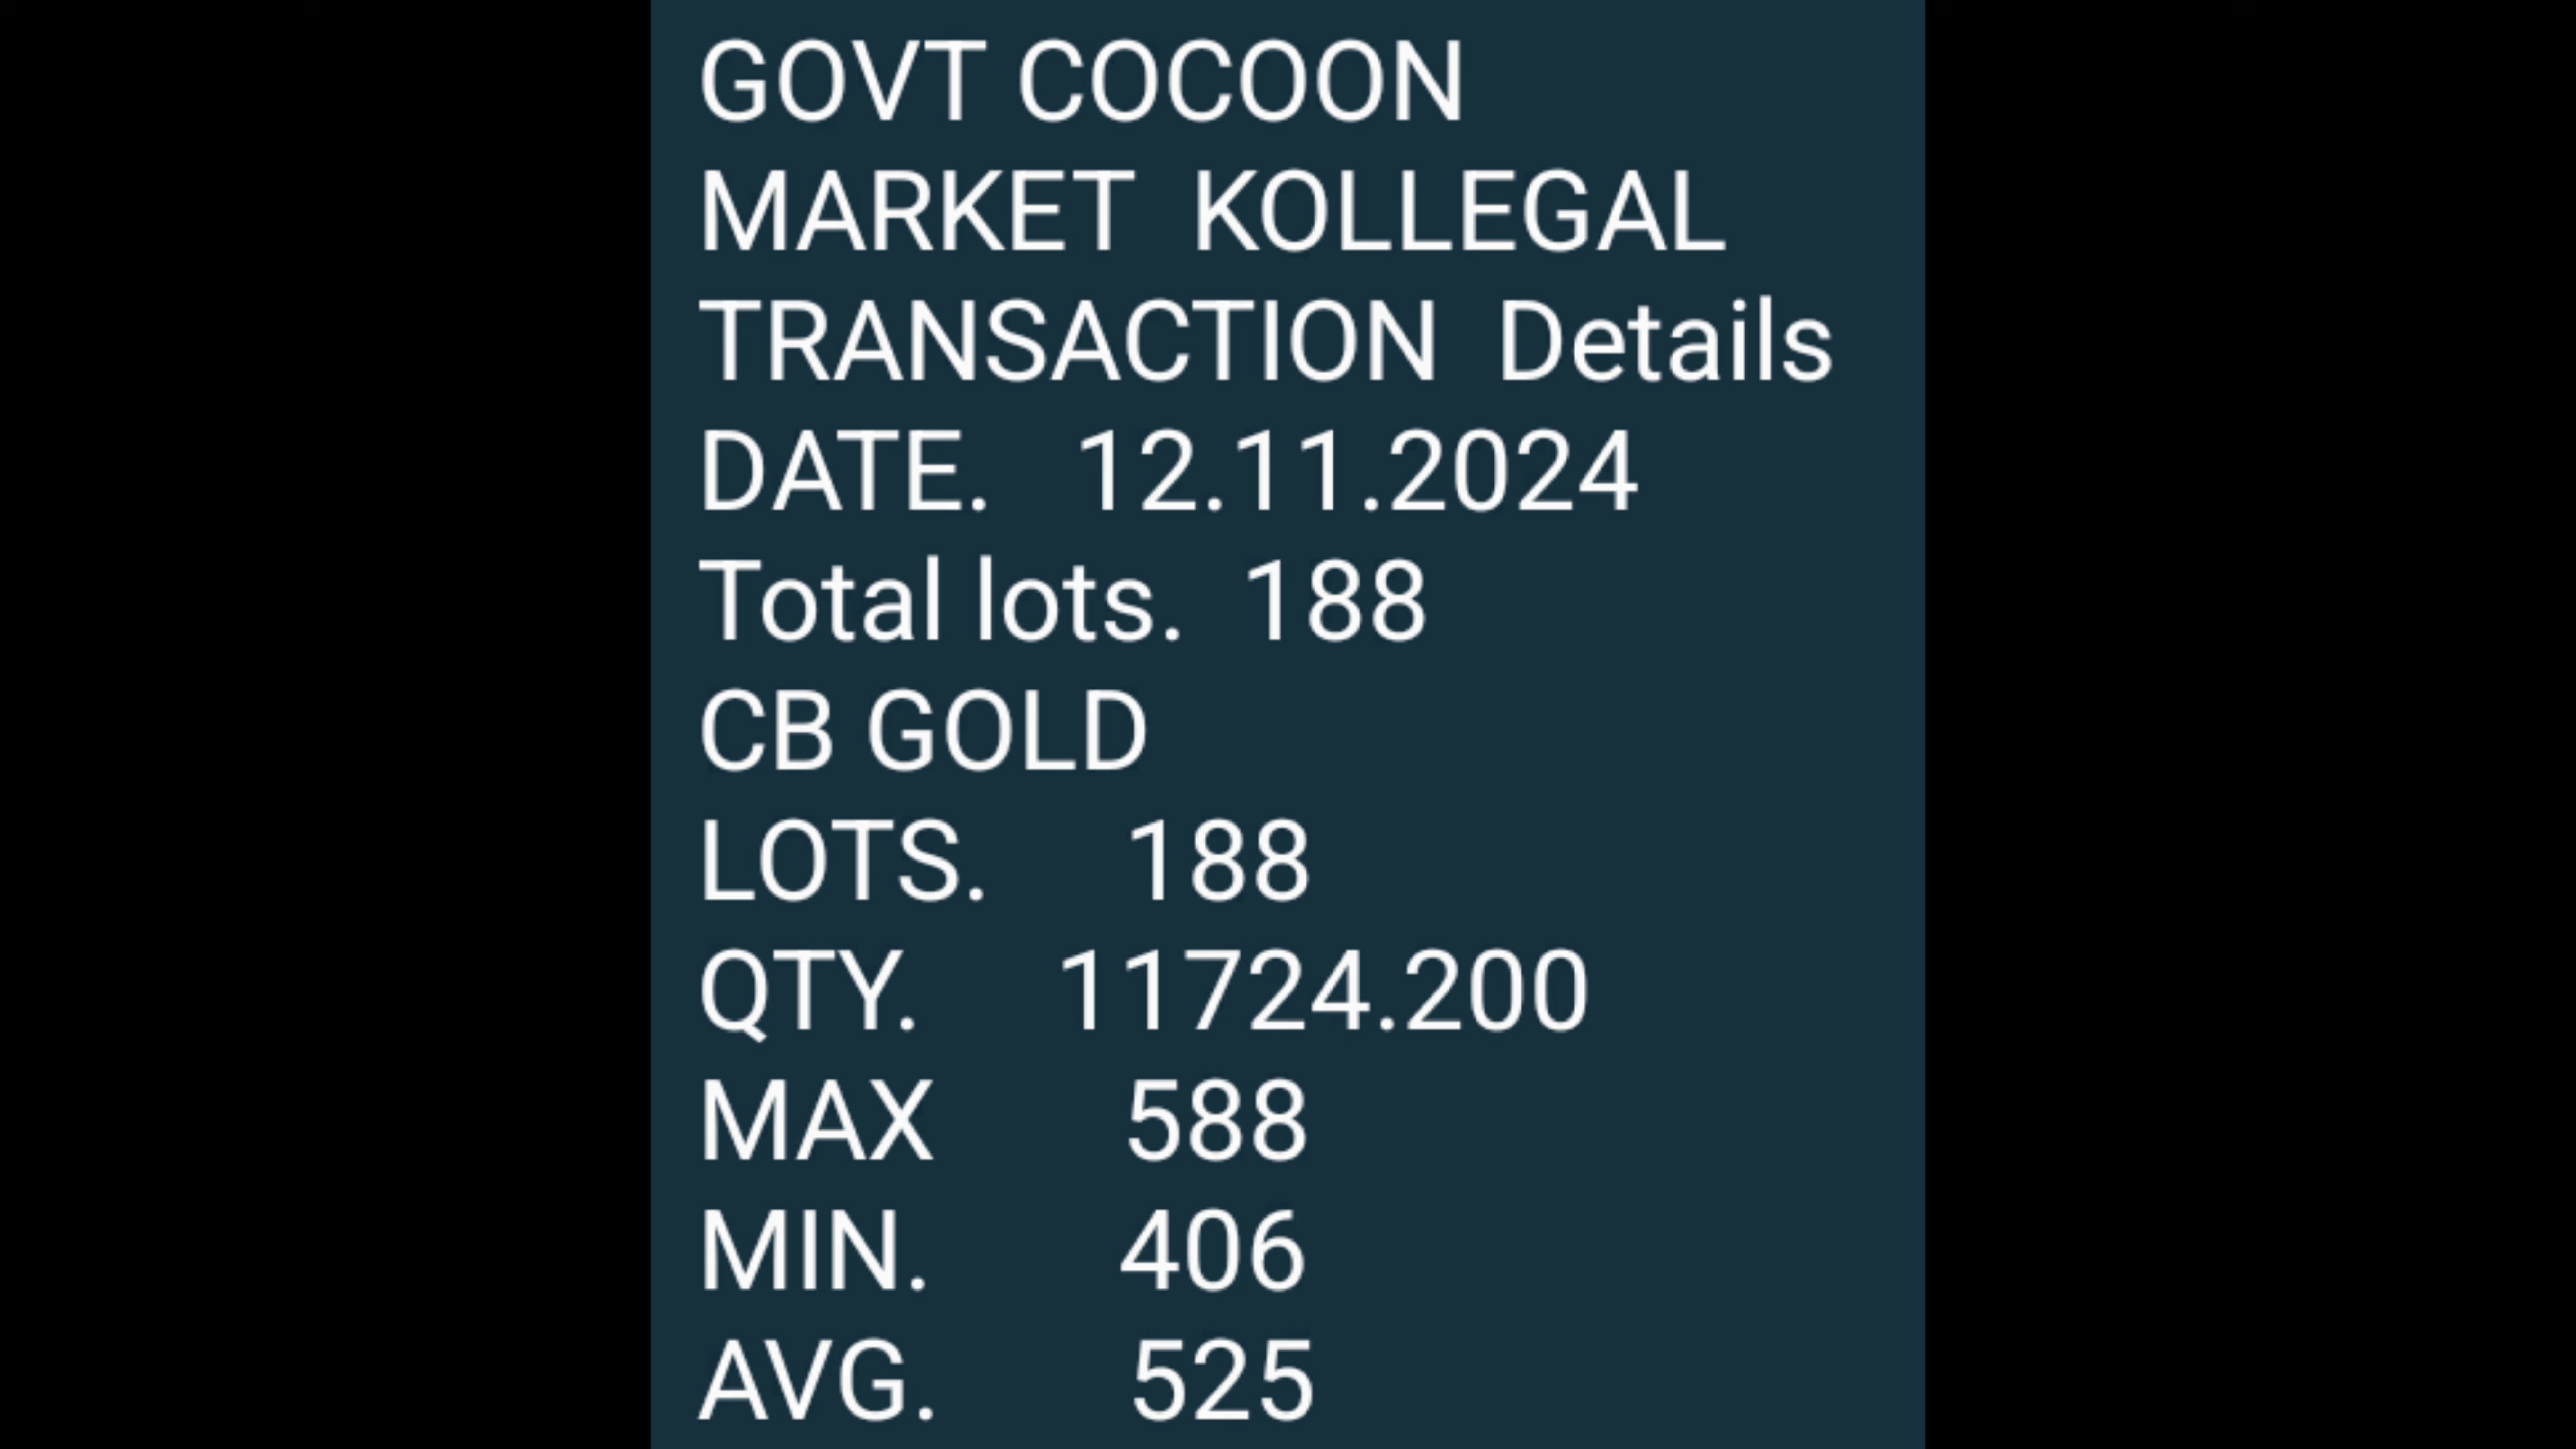 GOVT COCOON
MARKET  KOLLEGAL
TRANSACTION  Details
DATE.   12.11.2024
Total lots.  188
CB GOLD
LOTS.     188
QTY.     11724.200
MAX      588
MIN.      406
AVG.      525